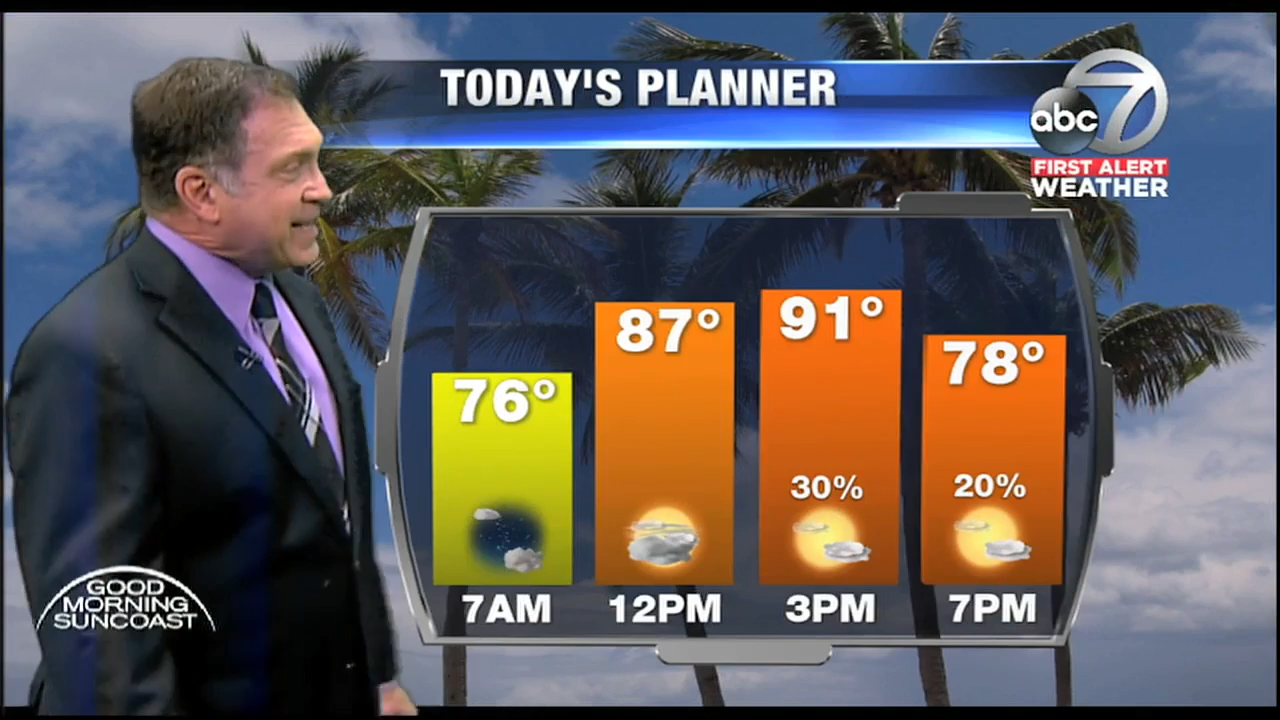 TODAY'S PLANNER
abc 7
FIRST ALERT
WEATHER
76° 87° 91° 78°
30% 20%
7AM 12PM 3PM 7PM
GOOD
MORNING
SUNCOAST